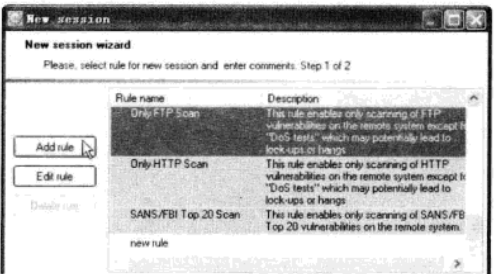 New session
New session wizard
Please, select rule for new session and enter comments. Step 1 of 2
Rule name Description
Only FTP Scan This rule enables only scanning of FTP
vulnerabilities on the remote system except f
"DoS tests" which may potentially lead to
lock-ups or hangs
Add rule
Edit rule
Delete rule
Only HTTP Scan This rule enables only scanning of HTTP
vulnerabilities on the remote system except fo
"DoS tests" which may potentially lead to
lock-ups or hangs
SANS/FBI Top 20 Scan This rule enables only scanning of SANS/FB
Top 20 vulnerabilities on the remote system.
new rule